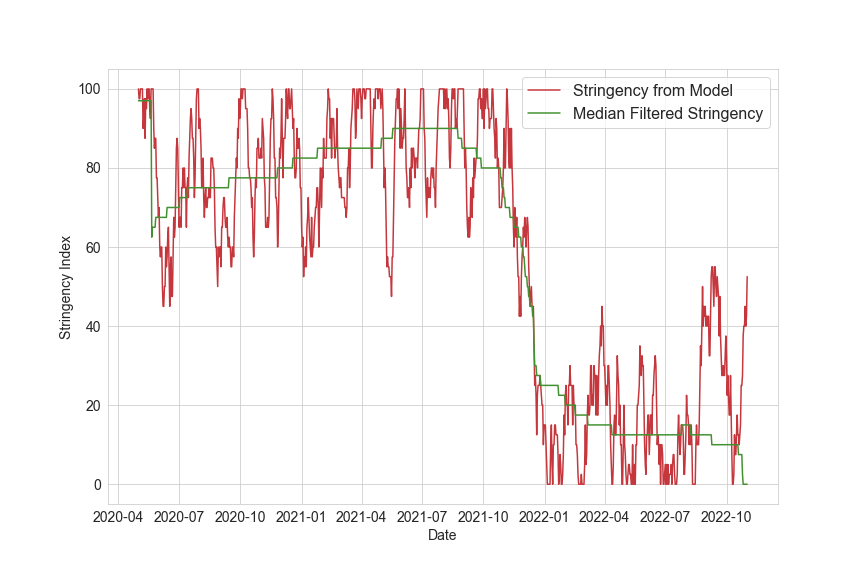 Stringency from Model
Median Filtered Stringency
100
80
60
40
20
0
Stringency Index
2020-04 2020-07 2020-10 2021-01 2021-04 2021-07 2021-10 2022-01 2022-04 2022-07 2022-10
Date